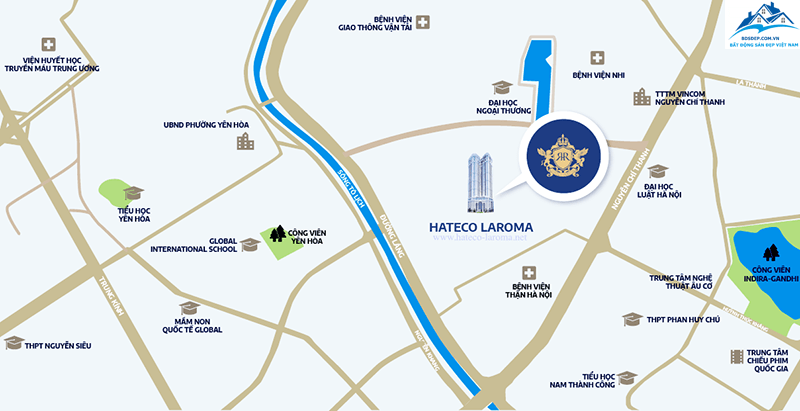 BỆNH VIỆN
GIAO THÔNG VẬN TẢI
BDSDEP.COM.VN
BẤT ĐỘNG SẢN ĐẸP VIỆT NAM
VIỆN HUYẾT HỌC
TRUYỀN MÁU TRUNG ƯƠNG
BỆNH VIỆN NHI
LA THÀNH
ĐẠI HỌC
NGOẠI THƯƠNG
TTTM VINCOM
NGUYỄN CHÍ THANH
UBND PHƯỜNG YÊN HÒA
SÔNG TÔ LỊCH
NGUYỄN CHÍ THANH
ĐẠI HỌC
LUẬT HÀ NỘI
TIỂU HỌC
YÊN HÒA
ĐƯỜNG LÁNG
HATECO LAROMA
www.hateco-laroma.net
CÔNG VIÊN
YÊN HÒA
GLOBAL
INTERNATIONAL SCHOOL
TRUNG KÍNH
BỆNH VIỆN
THẬN HÀ NỘI
TRUNG TÂM NGHỆ
THUẬT ÂU CƠ
CÔNG VIÊN
INDIRA-GANDHI
HUỲNH THÚC KHÁNG
MẦM NON
QUỐC TẾ GLOBAL
THPT PHAN HUY CHÚ
THPT NGUYỄN SIÊU
TRUNG TÂM
CHIẾU PHIM
QUỐC GIA
TIỂU HỌC
NAM THÀNH CÔNG